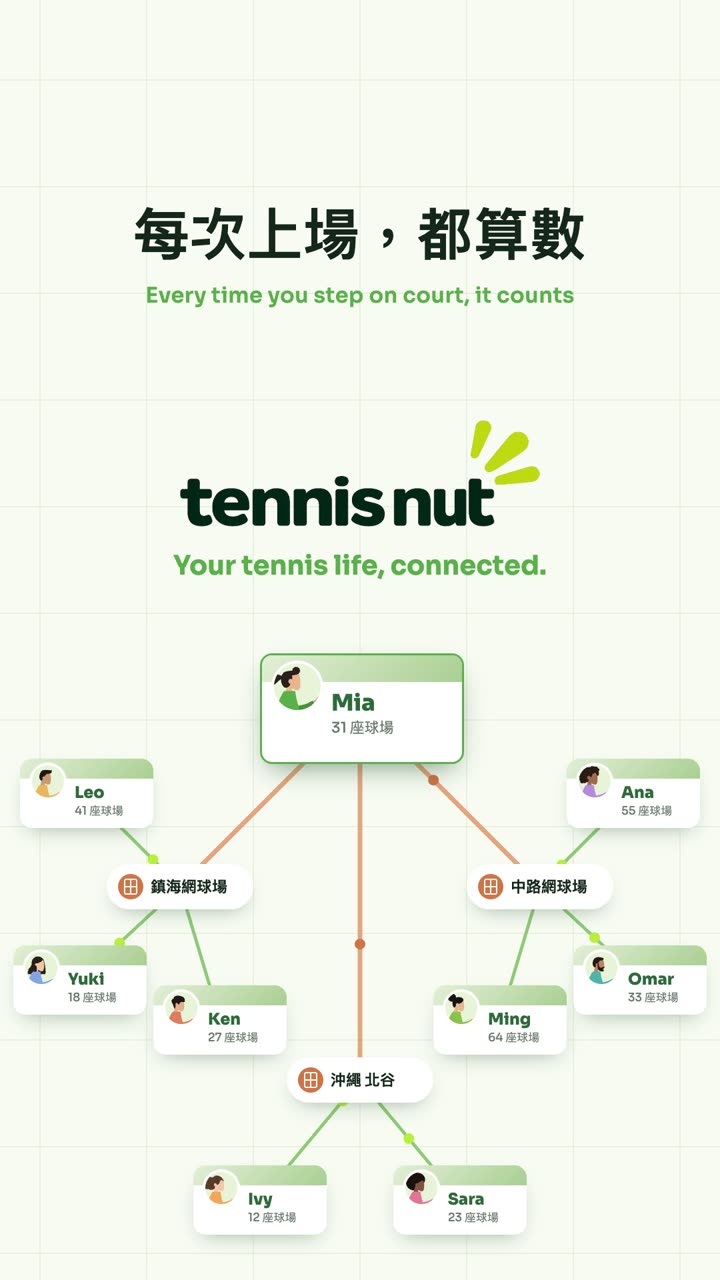 每次上場，都算數
Every time you step on court, it counts
tennis nut
Your tennis life, connected.
Mia
31 座球場
Leo
41 座球場
Ana
55 座球場
鎮海網球場
中路網球場
Yuki
18 座球場
Omar
33 座球場
Ken
27 座球場
Ming
64 座球場
沖繩 北谷
Ivy
12 座球場
Sara
23 座球場